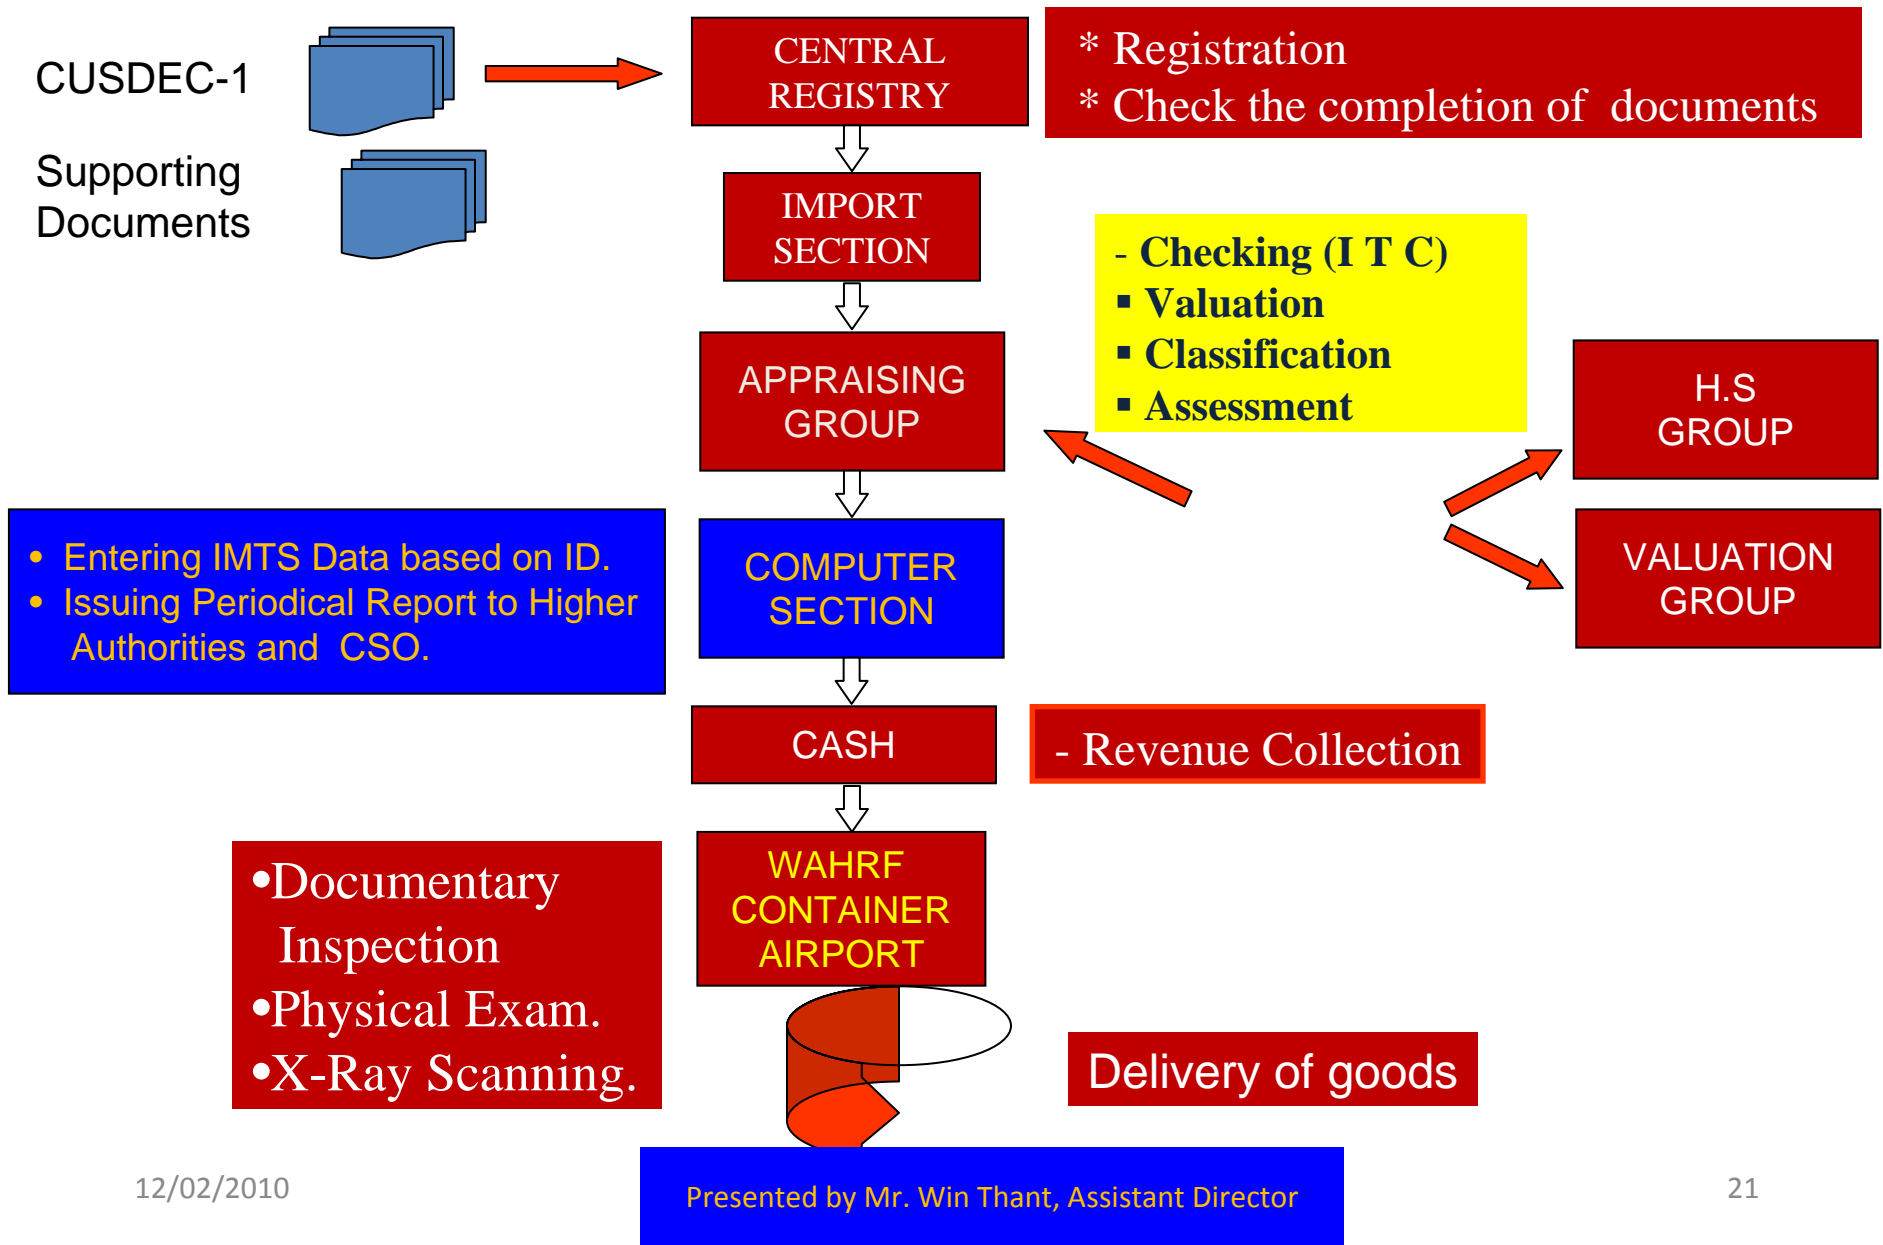 CUSDEC-1
Supporting
Documents
CENTRAL
REGISTRY
* Registration
* Check the completion of  documents
IMPORT
SECTION
- Checking (I T C)
▪ Valuation
▪ Classification
▪ Assessment
APPRAISING
GROUP
H.S
GROUP
VALUATION
GROUP
• Entering IMTS Data based on ID.
• Issuing Periodical Report to Higher
Authorities and  CSO.
COMPUTER
SECTION
CASH
- Revenue Collection
WAHRF
CONTAINER
AIRPORT
•Documentary
Inspection
•Physical Exam.
•X-Ray Scanning.
Delivery of goods
12/02/2010
Presented by Mr. Win Thant, Assistant Director
21